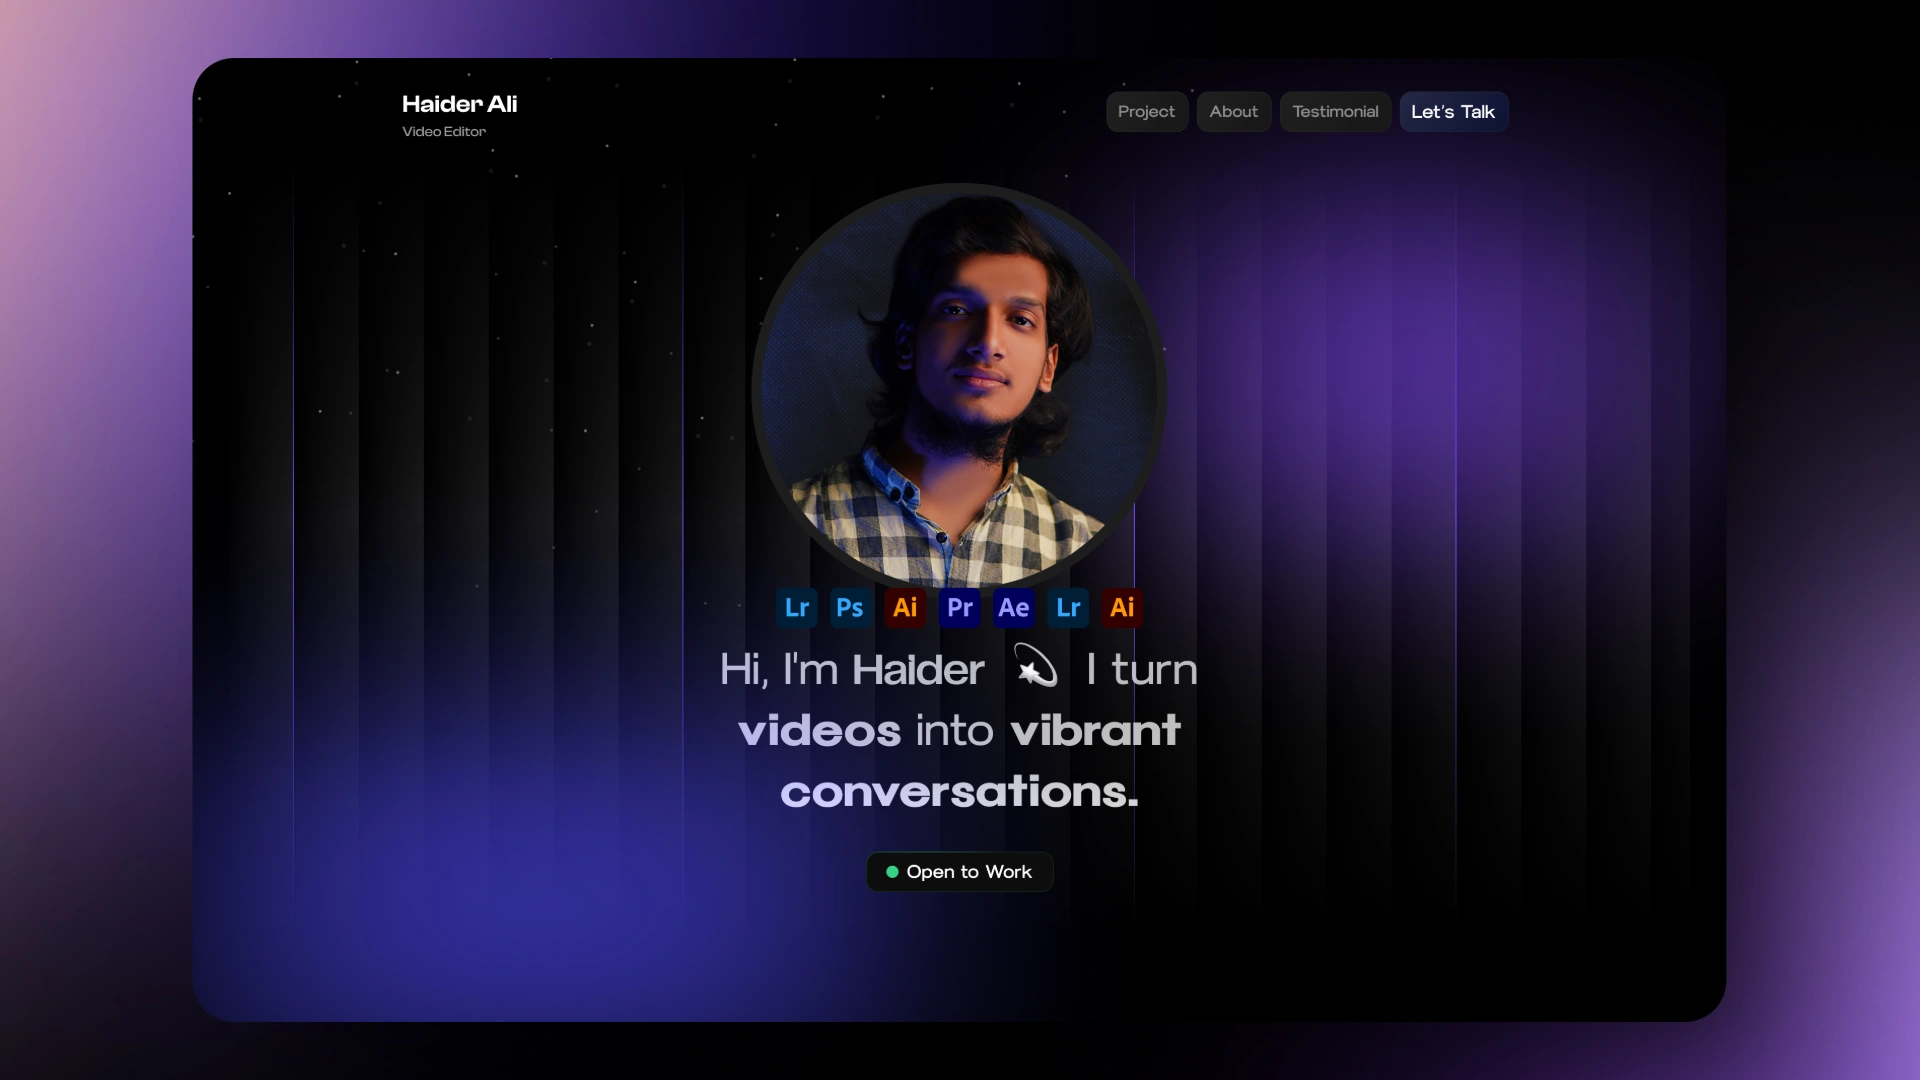 Haider Ali
Video Editor
Project About Testimonial Let's Talk
Lr Ps Ai Pr Ae Lr Ai
Hi, I'm Haider I turn
videos into vibrant
conversations.
Open to Work